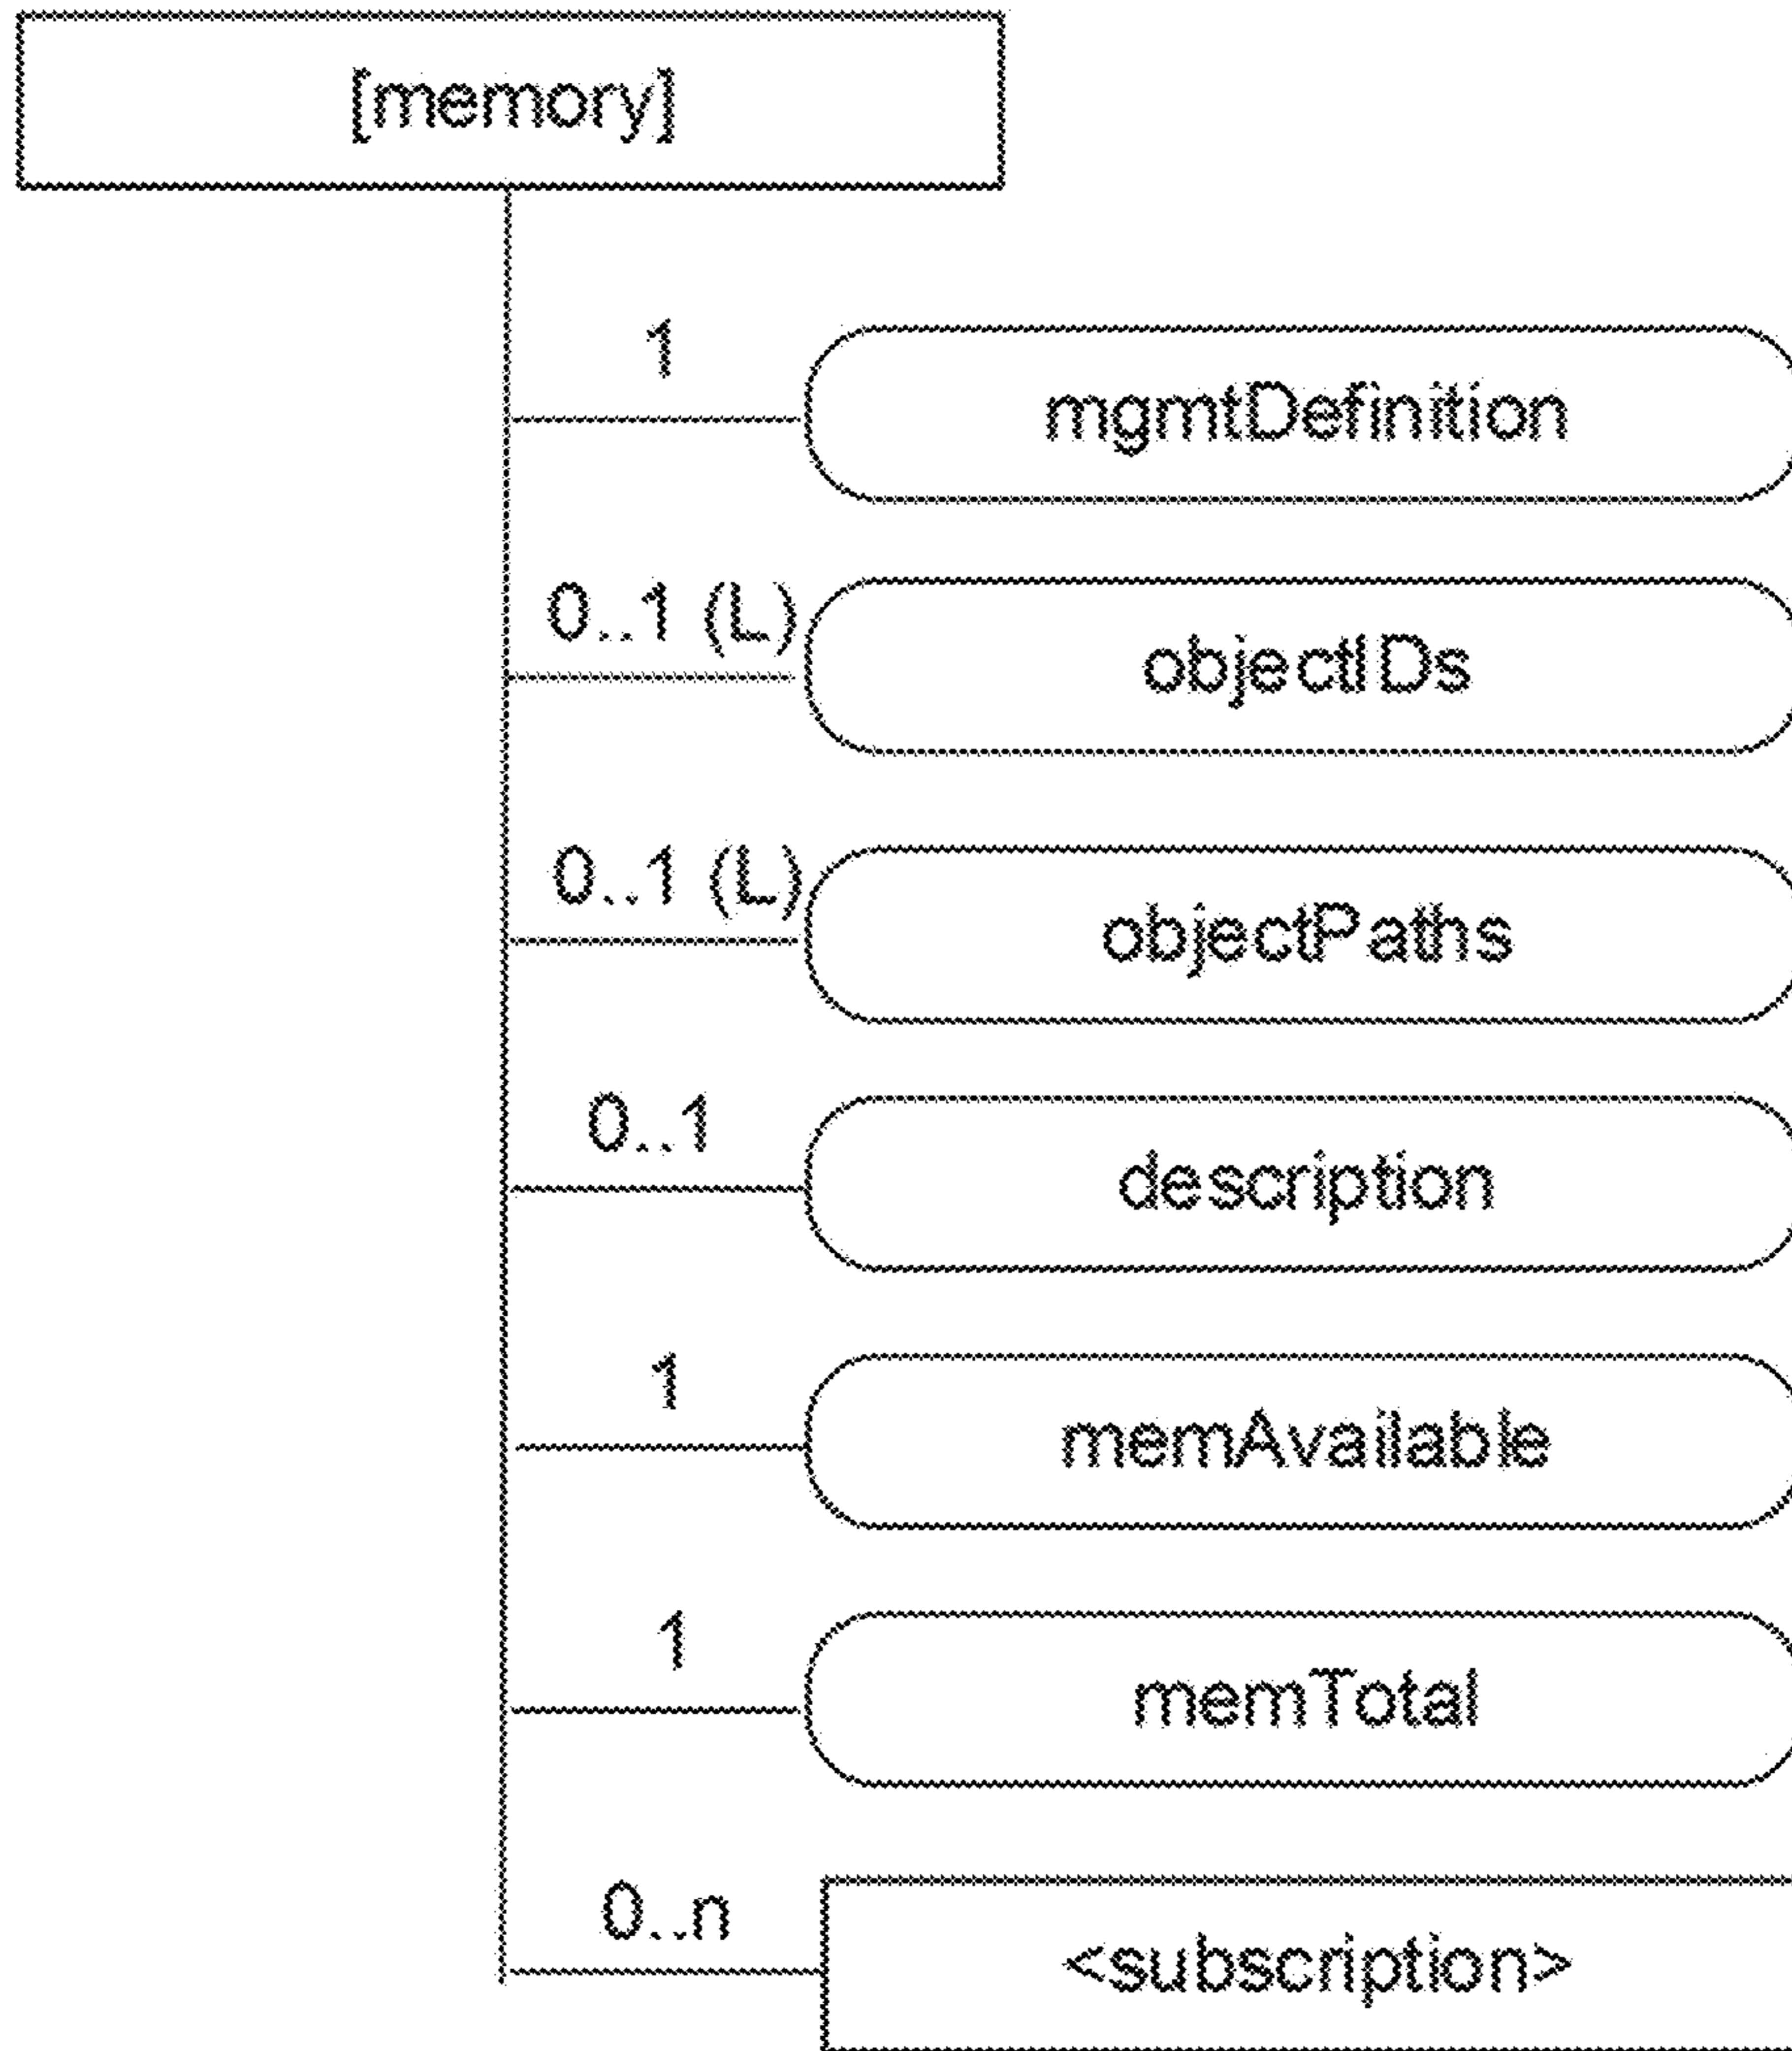 [memory]
1
mgmtDefinition
0..1 (L)
objectIDs
0..1 (L)
objectPaths
0..1
description
1
memAvailable
1
memTotal
0..n
<subscription>